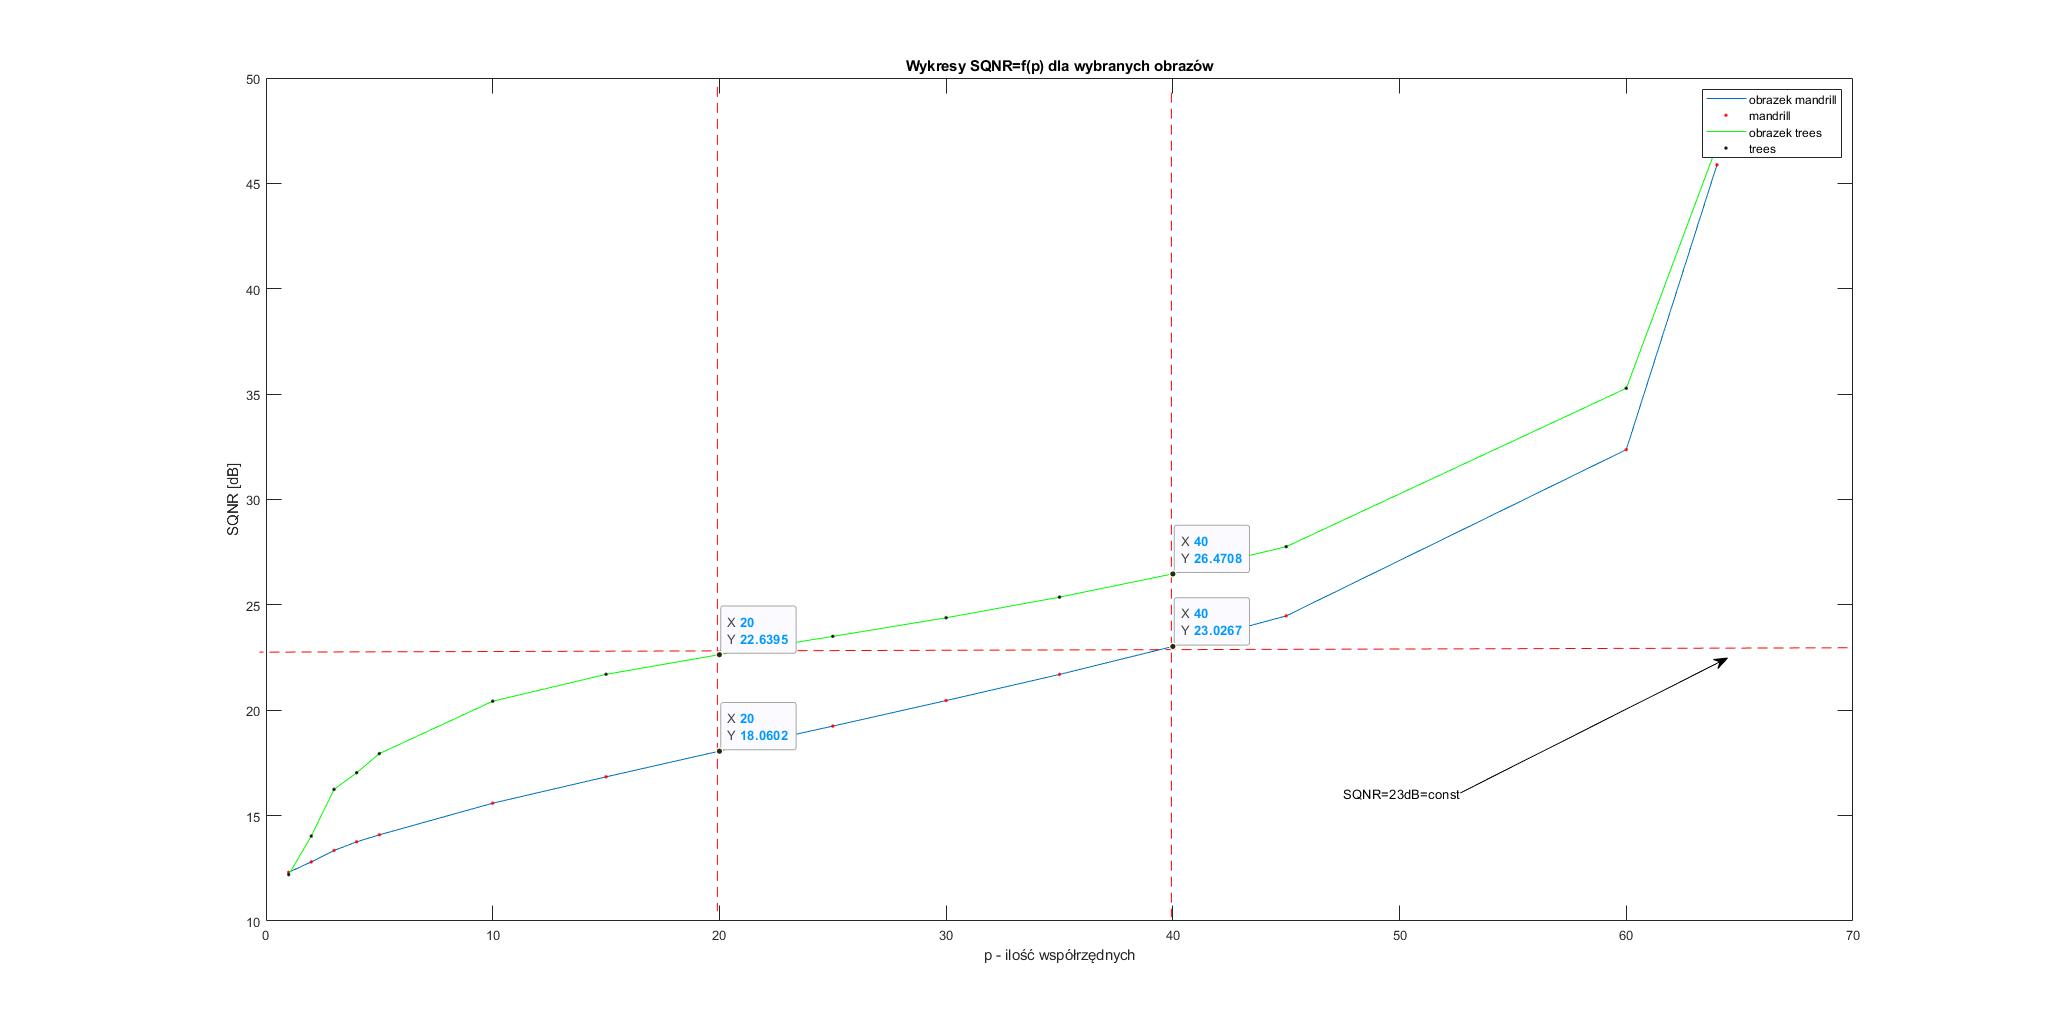 Wykresy SQNR=f(p) dla wybranych obrazów
50
45
40
35
30
25
20
15
10
SQNR [dB]
obrazek mandrill
mandrill
obrazek trees
trees
X 40
Y 26.4708
X 40
Y 23.0267
X 20
Y 22.6395
X 20
Y 18.0602
SQNR=23dB=const
0 10 20 30 40 50 60 70
p - ilość współrzędnych